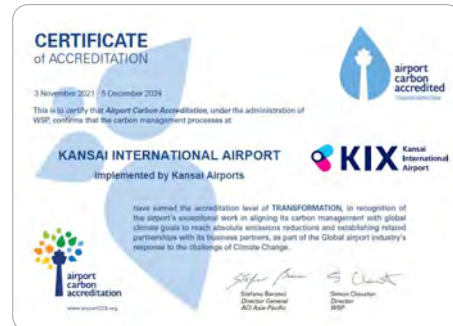 CERTIFICATE
of ACCREDITATION
airport
carbon
accredited
TRANSFORMATION
3 November 2021 5 December 2024
This is to certify that Airport Carbon Accreditation, under the administration of
WSP, confirms that the carbon management processes at
KANSAI INTERNATIONAL AIRPORT
Implemented by Kansai Airports
KIX Kansai
International
Airport
have earned the accreditation level of TRANSFORMATION, in recognition of
the airport's exceptional work in aligning its carbon management with global
climate goals to reach absolute emissions reductions and establishing related
partnerships with its business partners, as part of the Global airport industry's
response to the challenge of Climate Change.
airport
carbon
accreditation
Director General
ACI Asia-Pacific
Simon Clouston
Director
WSP